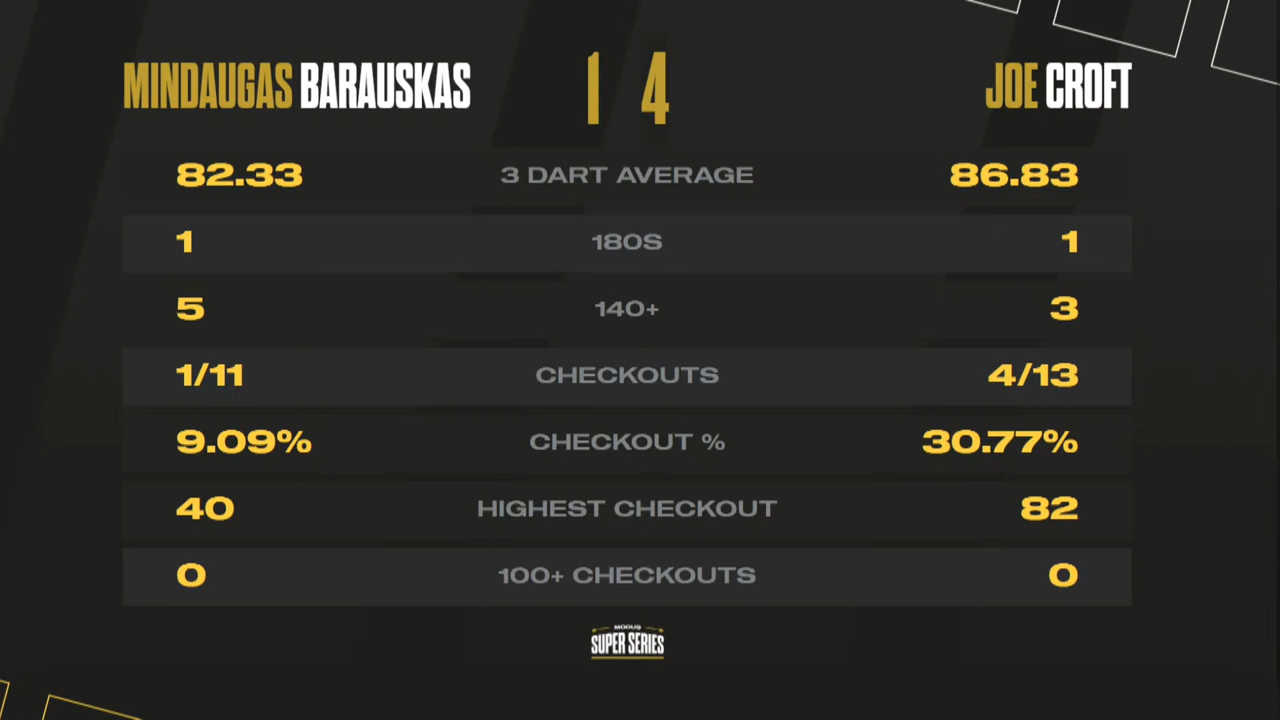 MINDAUGAS BARAUSKAS 1 4 JOE CROFT
82.33 3 DART AVERAGE 86.83
1 180S 1
5 140+ 3
1/11 CHECKOUTS 4/13
9.09% CHECKOUT % 30.77%
40 HIGHEST CHECKOUT 82
0 100+ CHECKOUTS 0
MODUS
SUPER SERIES